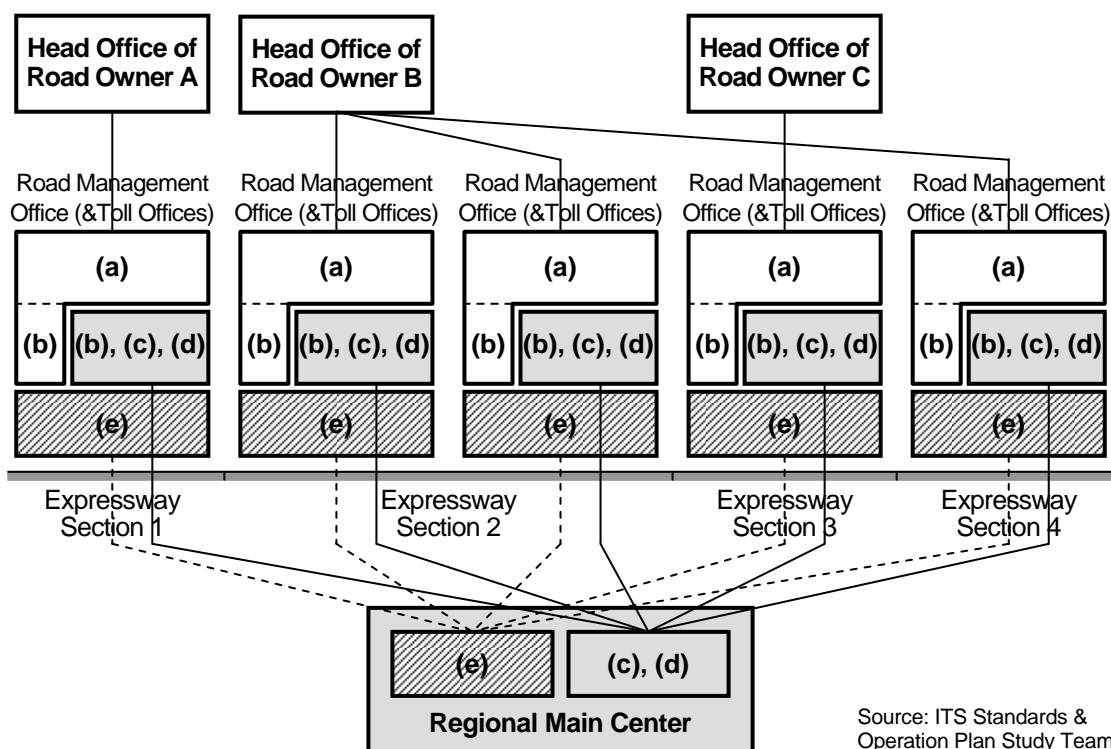 Head Office of
Road Owner A
Head Office of
Road Owner B
Head Office of
Road Owner C
Road Management
Office (&Toll Offices)
Road Management
Office (&Toll Offices)
Road Management
Office (&Toll Offices)
Road Management
Office (&Toll Offices)
Road Management
Office (&Toll Offices)
(a)
(a)
(a)
(a)
(a)
(b)
(b), (c), (d)
(b)
(b), (c), (d)
(b)
(b), (c), (d)
(b)
(b), (c), (d)
(b)
(b), (c), (d)
(e)
(e)
(e)
(e)
(e)
Expressway
Section 1
Expressway
Section 2
Expressway
Section 3
Expressway
Section 4
(e)
(c), (d)
Regional Main Center
Source: ITS Standards &
Operation Plan Study Team